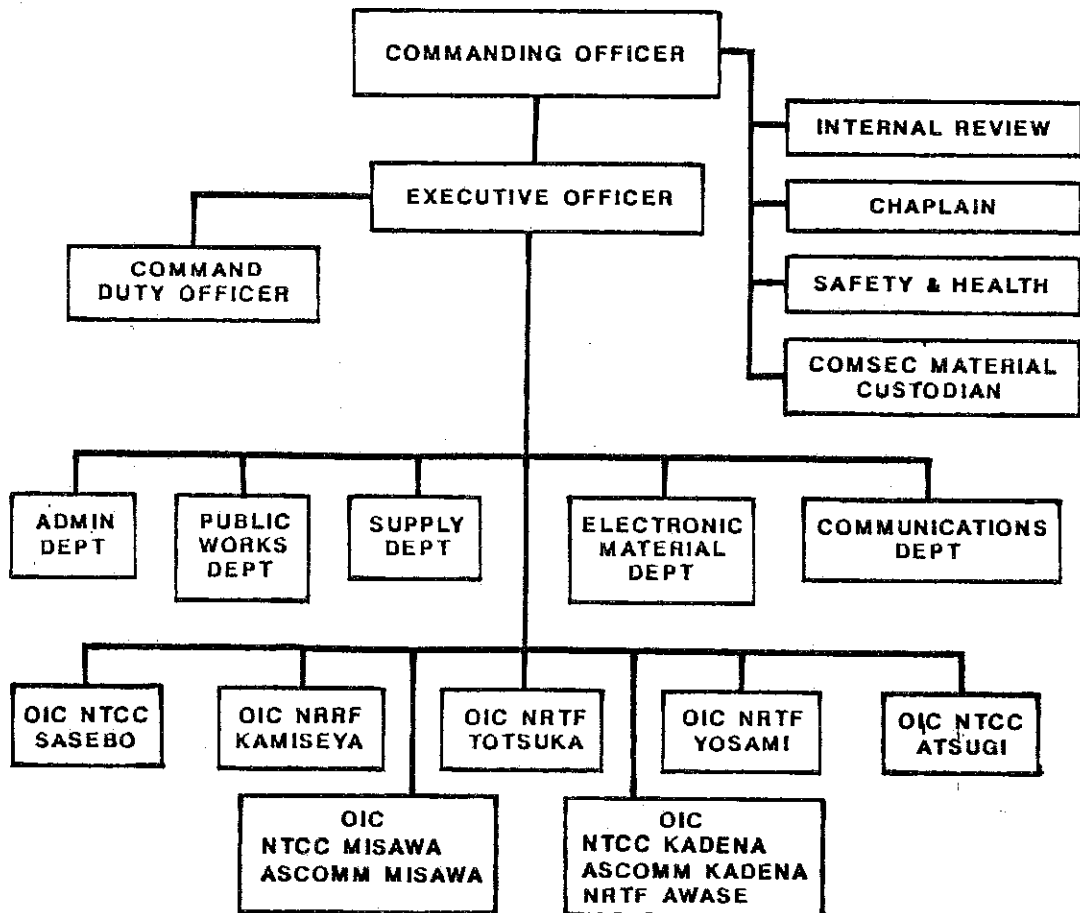 COMMANDING OFFICER
INTERNAL REVIEW
CHAPLAIN
SAFETY & HEALTH
COMSEC MATERIAL
CUSTODIAN
EXECUTIVE OFFICER
COMMAND
DUTY OFFICER
ADMIN
DEPT
PUBLIC
WORKS
DEPT
SUPPLY
DEPT
ELECTRONIC
MATERIAL
DEPT
COMMUNICATIONS
DEPT
OIC NTCC
SASEBO
OIC NRRF
KAMISEYA
OIC NRTF
TOTSUKA
OIC NRTF
YOSAMI
OIC NTCC
ATSUGI
OIC
NTCC MISAWA
ASCOMM MISAWA
OIC
NTCC KADENA
ASCOMM KADENA
NRTF AWASE